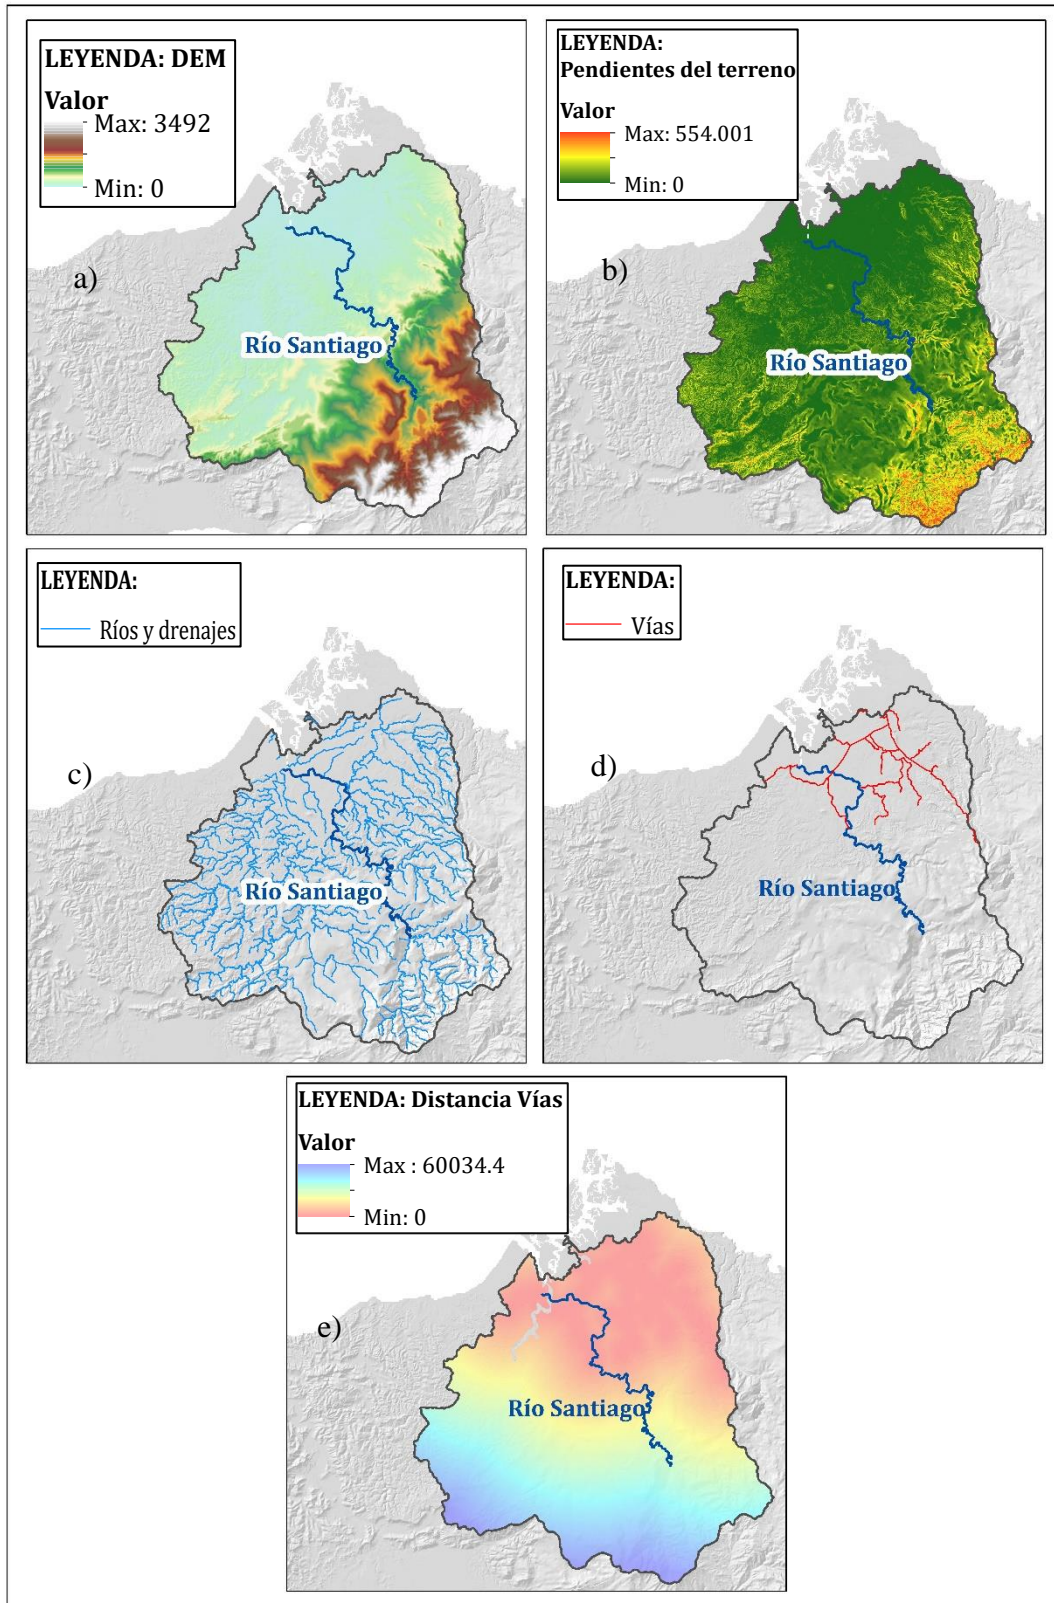 LEYENDA: DEM
Valor
Max: 3492
Min: 0
a)
Río Santiago
LEYENDA:
Pendientes del terreno
Valor
Max: 554.001
Min: 0
b)
Río Santiago
LEYENDA:
Ríos y drenajes
c)
Río Santiago
LEYENDA:
Vías
d)
Río Santiago
LEYENDA: Distancia Vías
Valor
Max : 60034.4
Min: 0
e)
Río Santiago